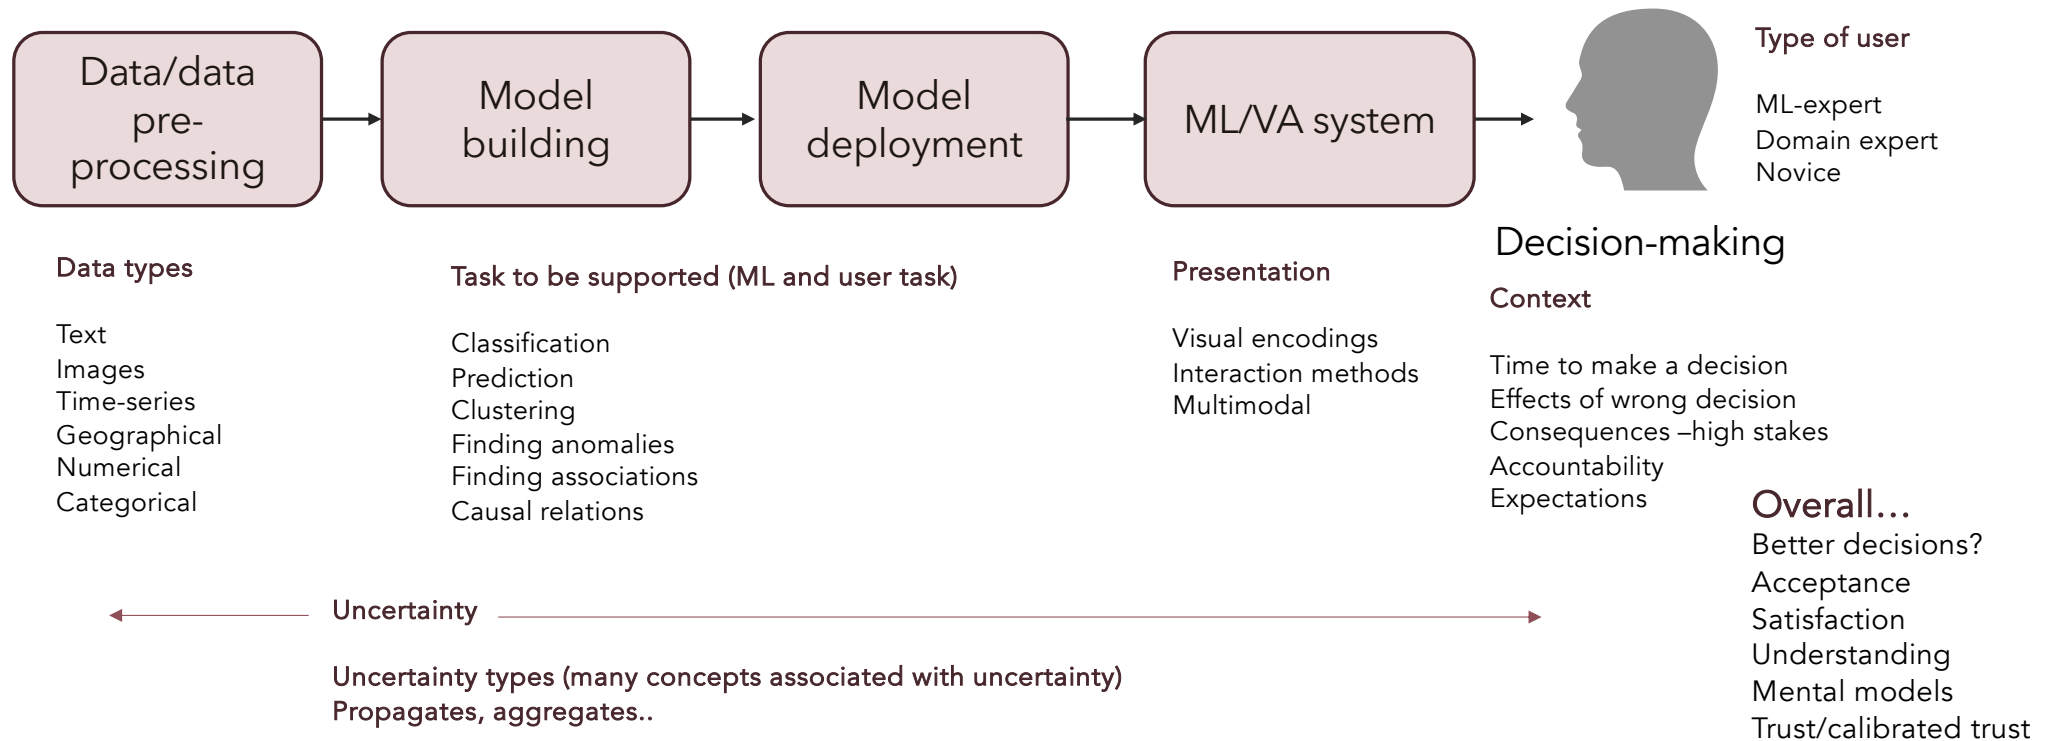 Data/data
pre-
processing
Model
building
Model
deployment
ML/VA system
Type of user
ML-expert
Domain expert
Novice
Data types
Text
Images
Time-series
Geographical
Numerical
Categorical
Task to be supported (ML and user task)
Classification
Prediction
Clustering
Finding anomalies
Finding associations
Causal relations
Presentation
Visual encodings
Interaction methods
Multimodal
Decision-making
Context
Time to make a decision
Effects of wrong decision
Consequences –high stakes
Accountability
Expectations
Overall...
Better decisions?
Acceptance
Satisfaction
Understanding
Mental models
Trust/calibrated trust
Uncertainty
Uncertainty types (many concepts associated with uncertainty)
Propagates, aggregates..